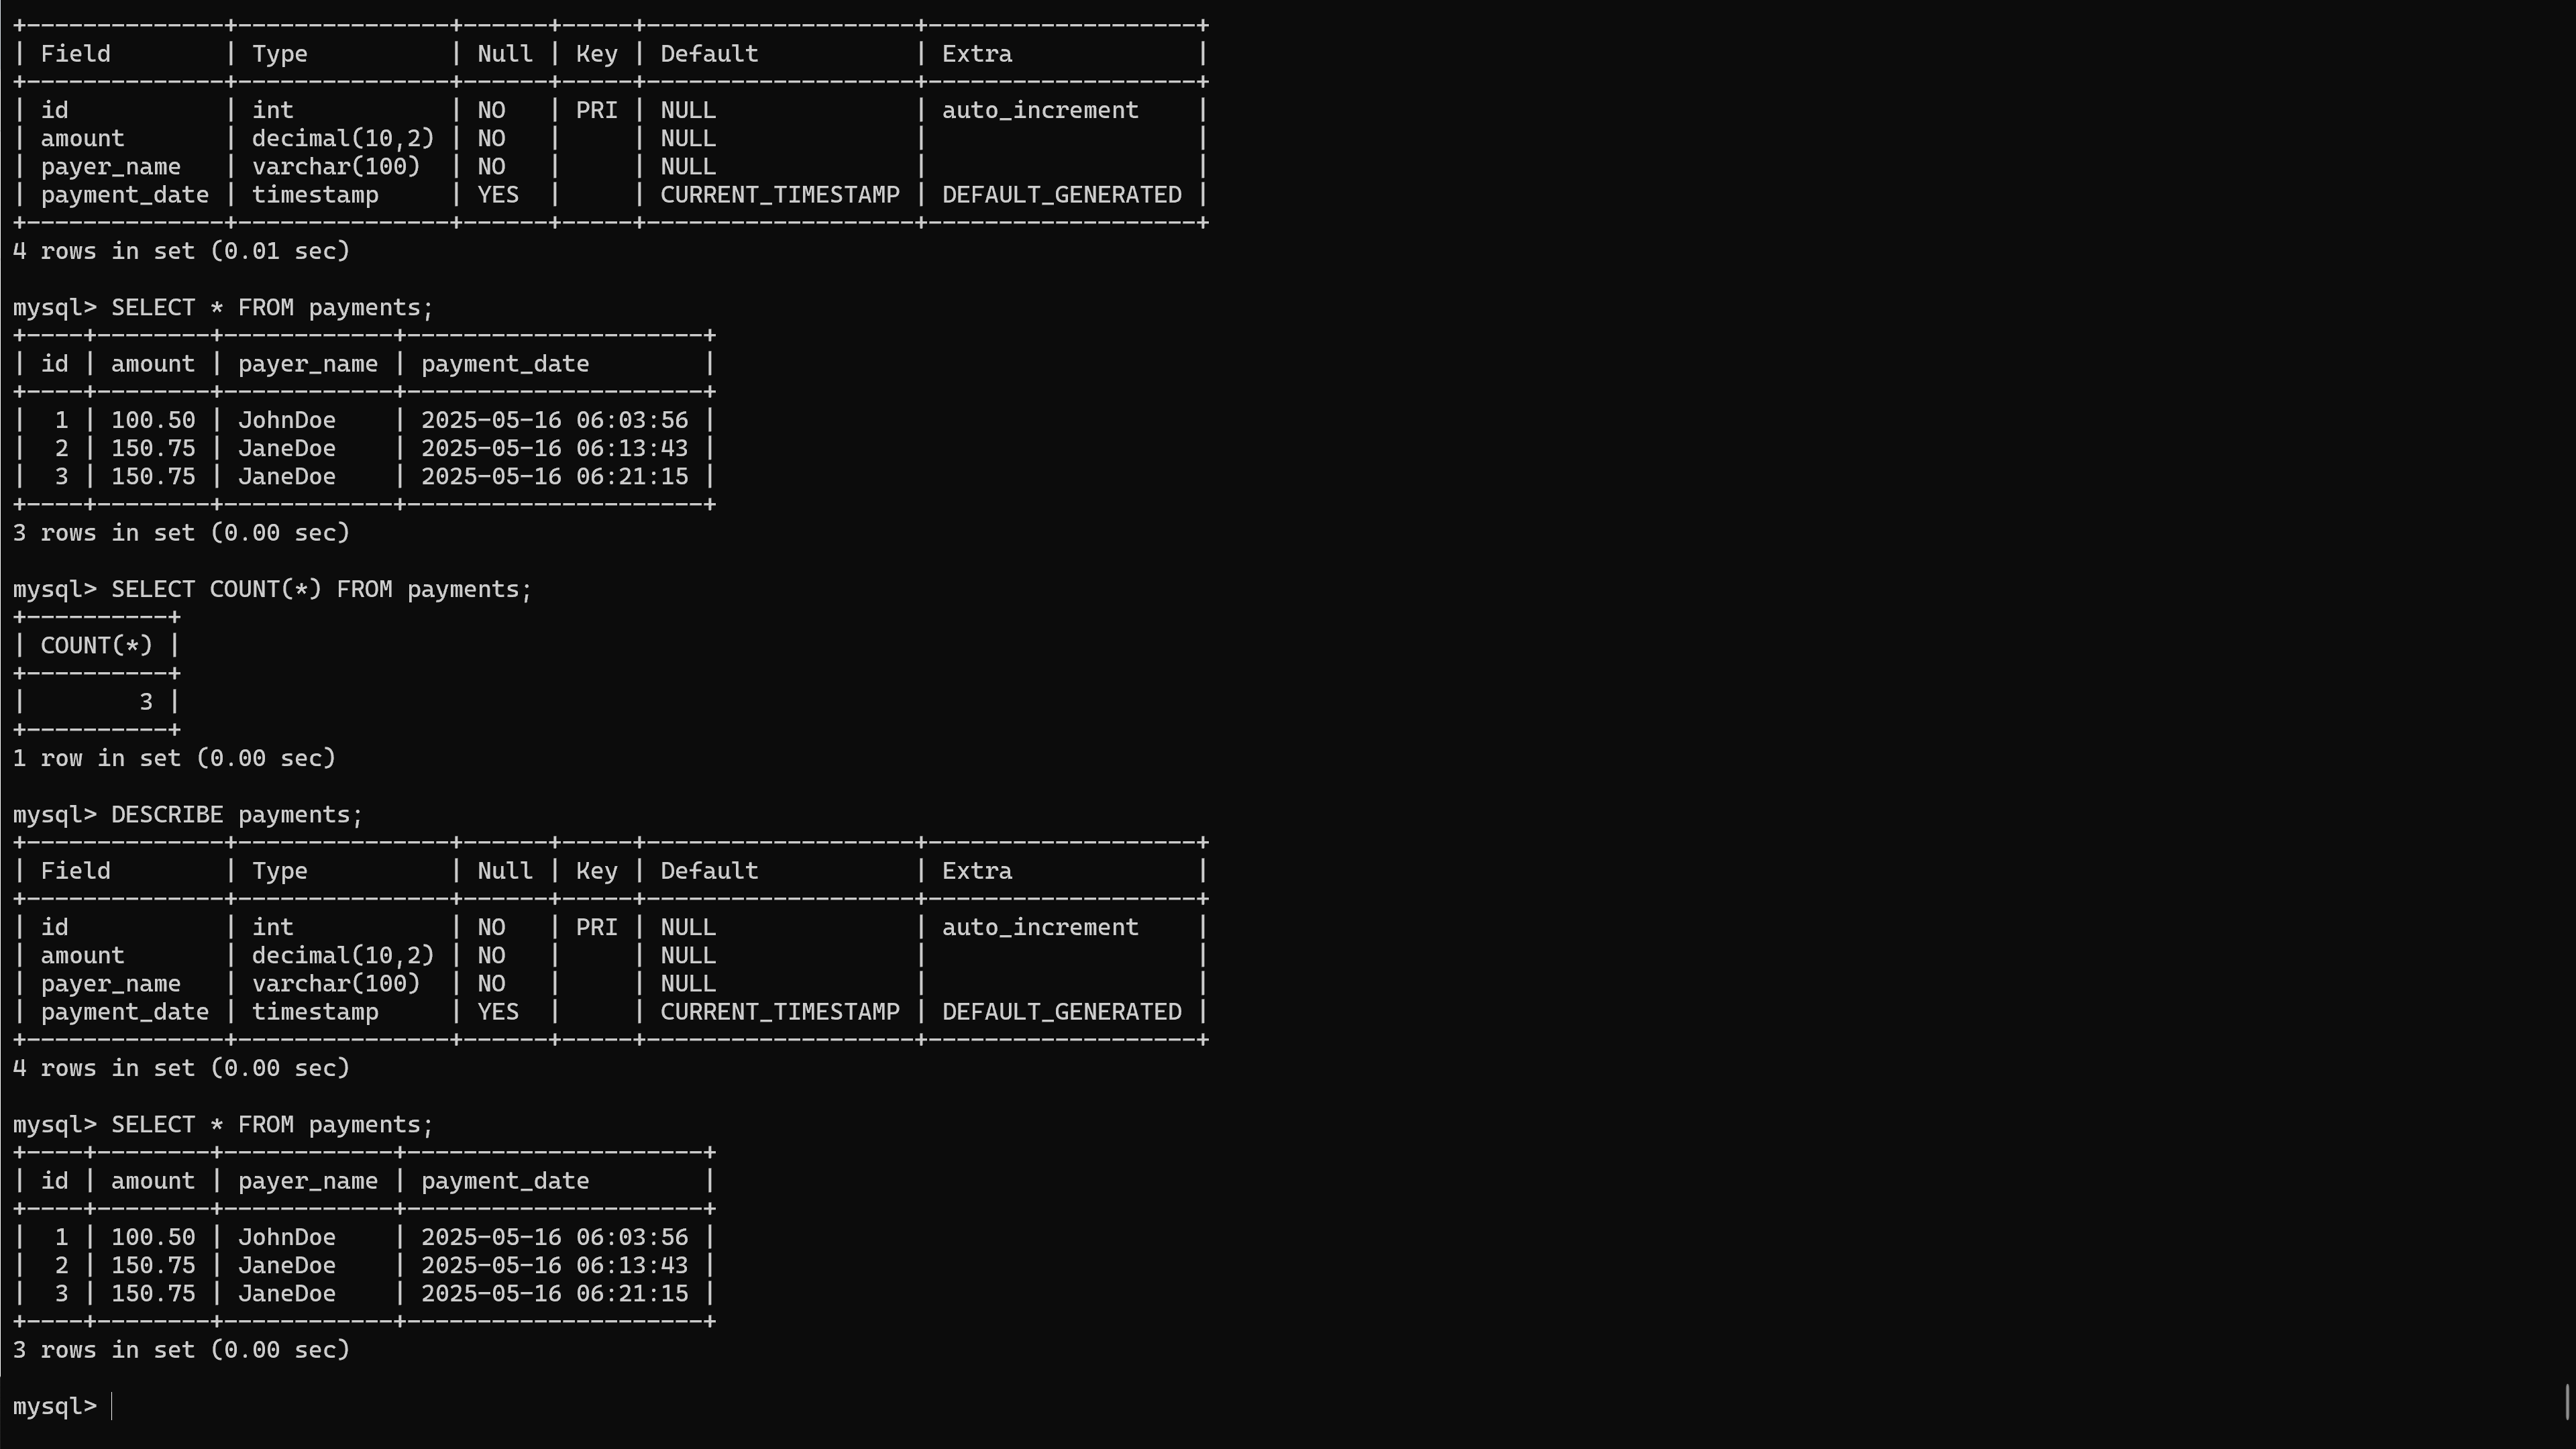 +--------------+---------------+------+-----+-------------------+-------------------+
| Field        | Type          | Null | Key | Default           | Extra             |
+--------------+---------------+------+-----+-------------------+-------------------+
| id           | int           | NO   | PRI | NULL              | auto_increment    |
| amount       | decimal(10,2) | NO   |     | NULL              |                   |
| payer_name   | varchar(100)  | NO   |     | NULL              |                   |
| payment_date | timestamp     | YES  |     | CURRENT_TIMESTAMP | DEFAULT_GENERATED |
+--------------+---------------+------+-----+-------------------+-------------------+
4 rows in set (0.01 sec)

mysql> SELECT * FROM payments;
+----+--------+------------+---------------------+
| id | amount | payer_name | payment_date        |
+----+--------+------------+---------------------+
|  1 | 100.50 | JohnDoe    | 2025-05-16 06:03:56 |
|  2 | 150.75 | JaneDoe    | 2025-05-16 06:13:43 |
|  3 | 150.75 | JaneDoe    | 2025-05-16 06:21:15 |
+----+--------+------------+---------------------+
3 rows in set (0.00 sec)

mysql> SELECT COUNT(*) FROM payments;
+----------+
| COUNT(*) |
+----------+
|        3 |
+----------+
1 row in set (0.00 sec)

mysql> DESCRIBE payments;
+--------------+---------------+------+-----+-------------------+-------------------+
| Field        | Type          | Null | Key | Default           | Extra             |
+--------------+---------------+------+-----+-------------------+-------------------+
| id           | int           | NO   | PRI | NULL              | auto_increment    |
| amount       | decimal(10,2) | NO   |     | NULL              |                   |
| payer_name   | varchar(100)  | NO   |     | NULL              |                   |
| payment_date | timestamp     | YES  |     | CURRENT_TIMESTAMP | DEFAULT_GENERATED |
+--------------+---------------+------+-----+-------------------+-------------------+
4 rows in set (0.00 sec)

mysql> SELECT * FROM payments;
+----+--------+------------+---------------------+
| id | amount | payer_name | payment_date        |
+----+--------+------------+---------------------+
|  1 | 100.50 | JohnDoe    | 2025-05-16 06:03:56 |
|  2 | 150.75 | JaneDoe    | 2025-05-16 06:13:43 |
|  3 | 150.75 | JaneDoe    | 2025-05-16 06:21:15 |
+----+--------+------------+---------------------+
3 rows in set (0.00 sec)

mysql>